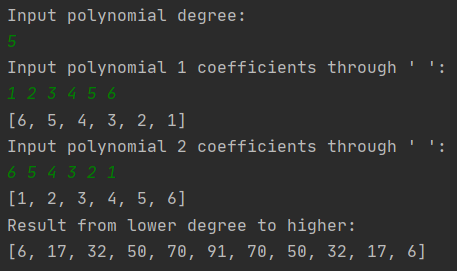 Input polynomial degree:
5
Input polynomial 1 coefficients through ' ':
1 2 3 4 5 6
[6, 5, 4, 3, 2, 1]
Input polynomial 2 coefficients through ' ':
6 5 4 3 2 1
[1, 2, 3, 4, 5, 6]
Result from lower degree to higher:
[6, 17, 32, 50, 70, 91, 70, 50, 32, 17, 6]